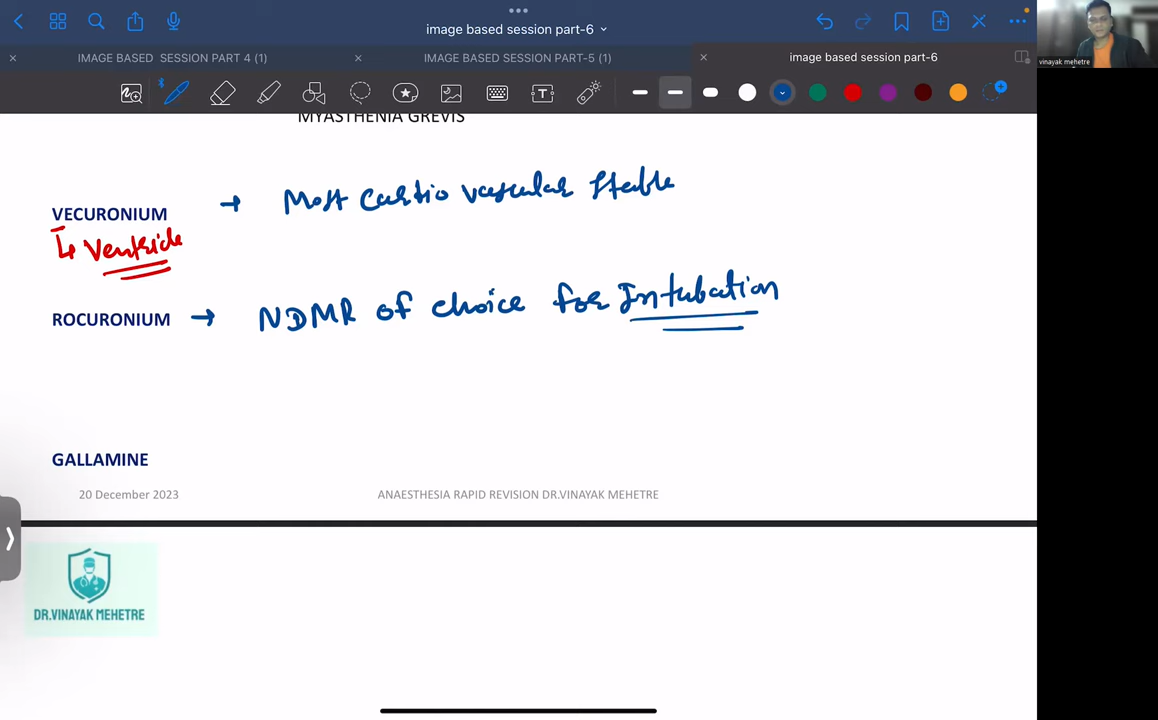 image based session part-6
IMAGE BASED SESSION PART 4 (1)
IMAGE BASED SESSION PART-5 (1)
image based session part-6
vinayak mehetre
MYASTHENIA GREVIS
VECURONIUM → Most Cardio vascular Stable
↳ Ventricle
ROCURONIUM → NDMR of choice for Intubation
GALLAMINE
20 December 2023
ANAESTHESIA RAPID REVISION DR.VINAYAK MEHETRE
DR.VINAYAK MEHETRE